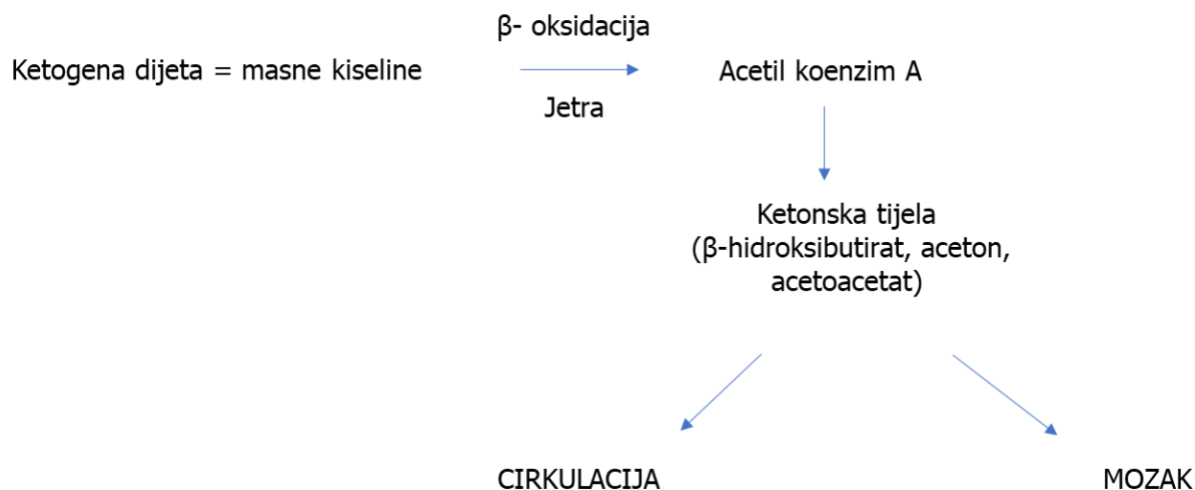 β- oksidacija
Ketogena dijeta = masne kiseline
Acetil koenzim A
Jetra
Ketonska tijela
(β-hidroksibutirat, aceton,
acetoacetat)
CIRKULACIJA
MOZAK